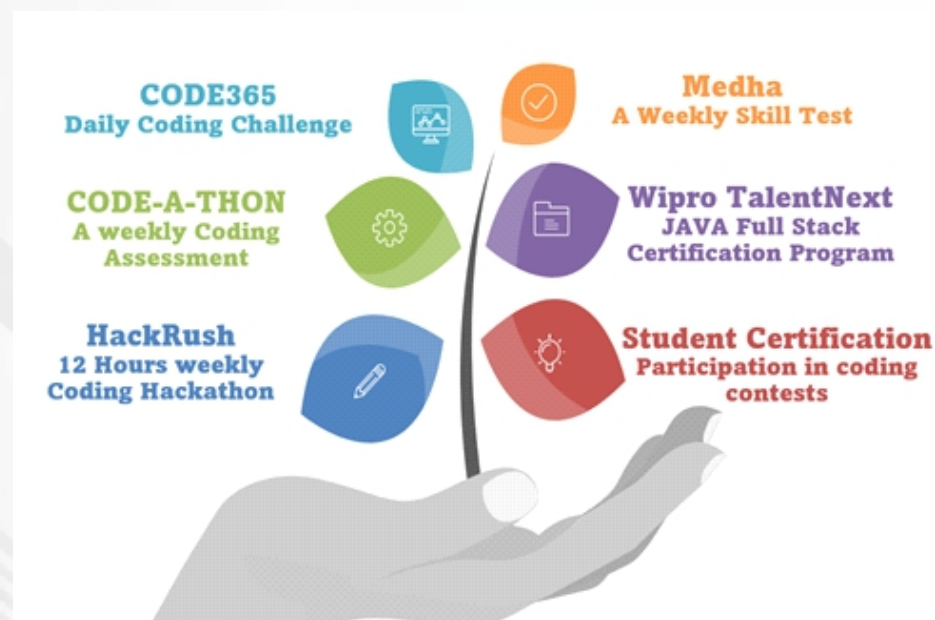 CODE365
Daily Coding Challenge
CODE-A-THON
A weekly Coding
Assessment
HackRush
12 Hours weekly
Coding Hackathon
Medha
A Weekly Skill Test
Wipro TalentNext
JAVA Full Stack
Certification Program
Student Certification
Participation in coding
contests